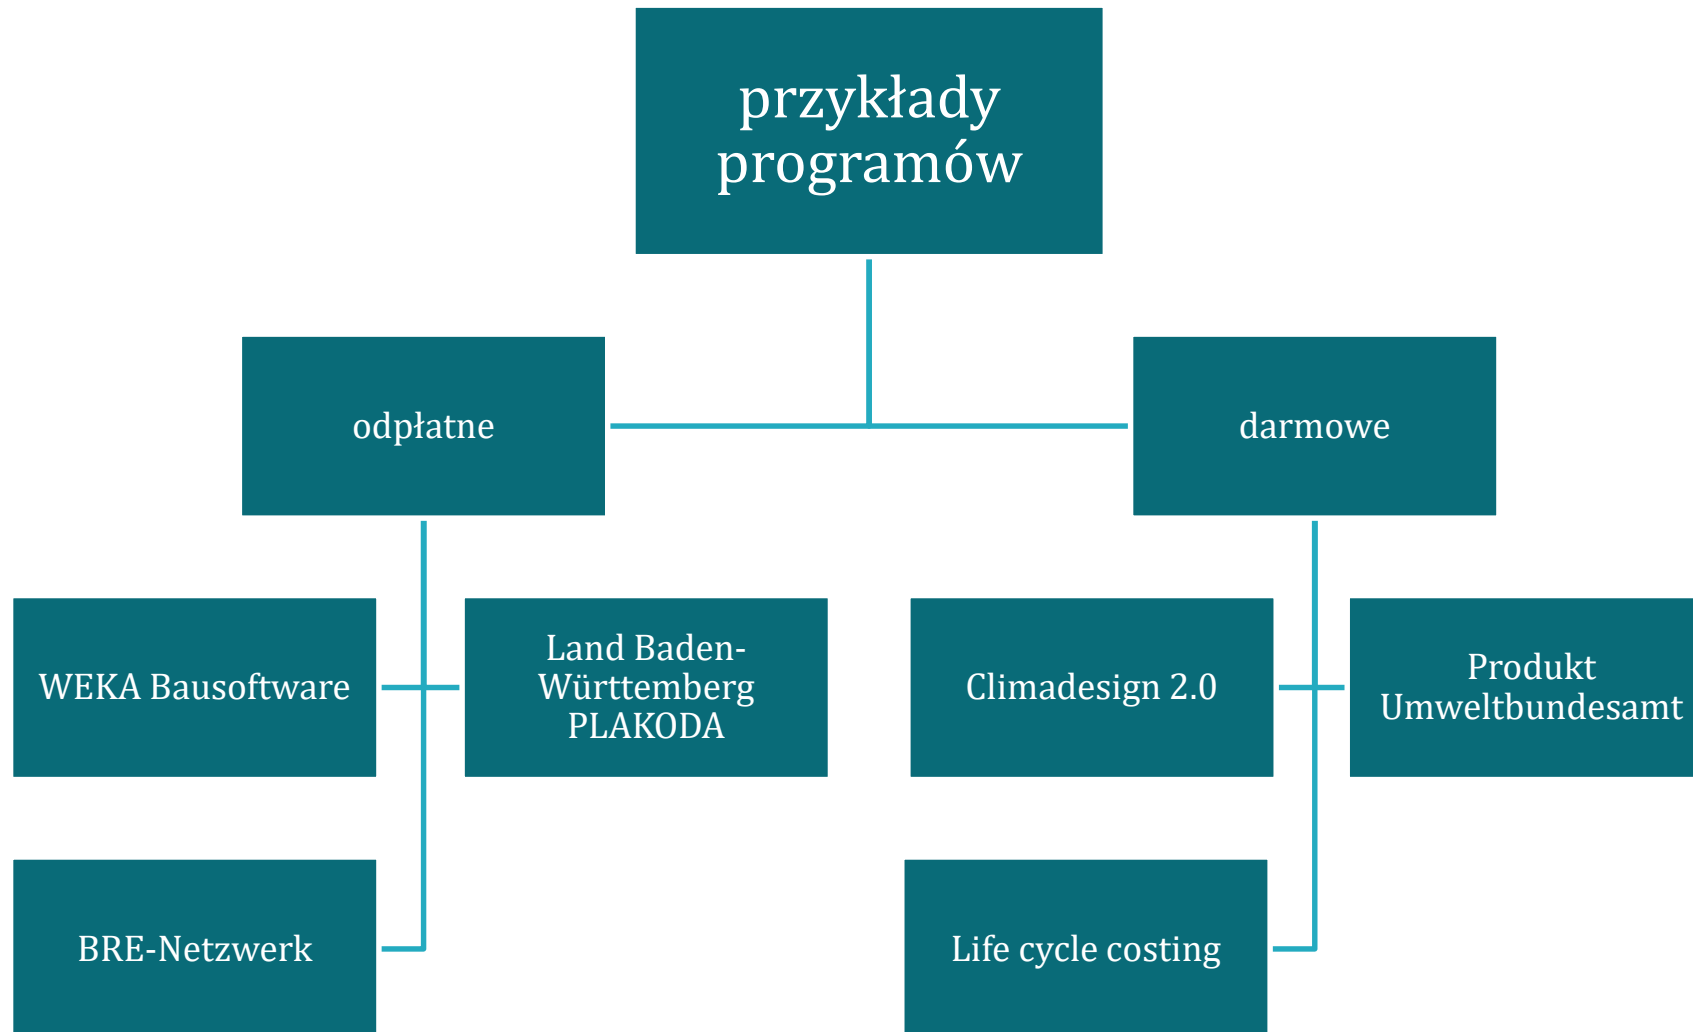 przykłady
programów
odpłatne
darmowe
WEKA Bausoftware
Land Baden-
Württemberg
PLAKODA
Climadesign 2.0
Produkt
Umweltbundesamt
BRE-Netzwerk
Life cycle costing